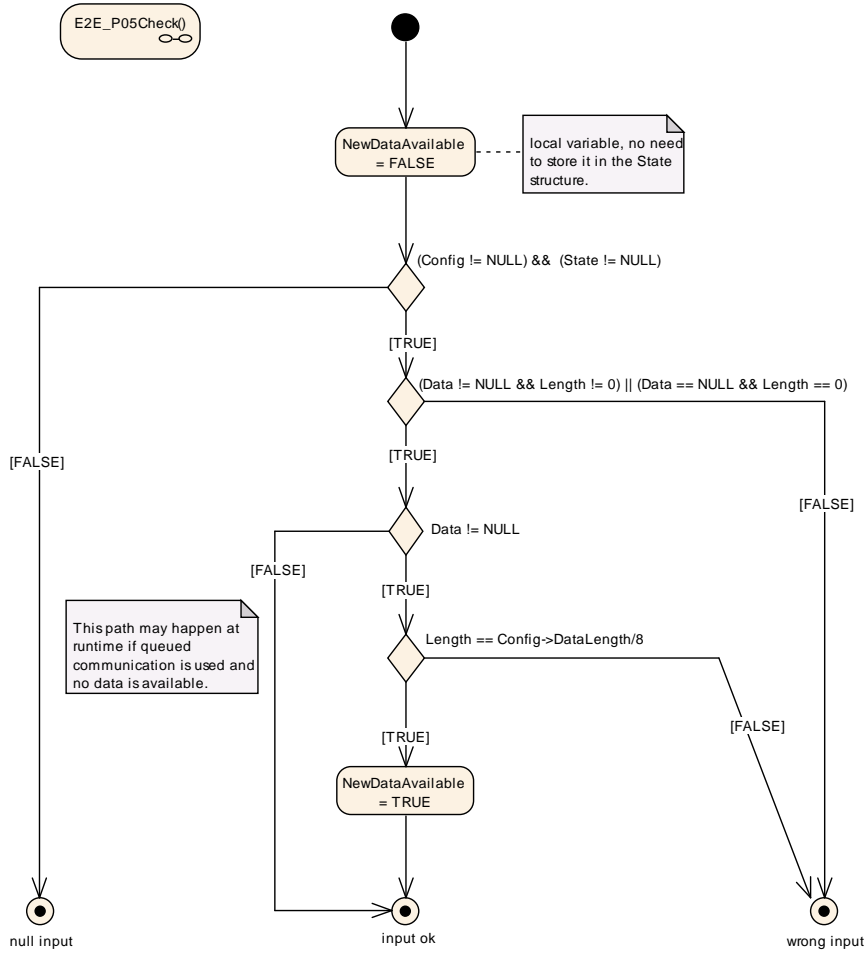 E2E_P05Check()
NewDataAvailable
= FALSE
local variable, no need
to store it in the State
structure.
(Config != NULL) && (State != NULL)
[TRUE]
(Data != NULL && Length != 0) || (Data == NULL && Length == 0)
[TRUE]
[FALSE]
[FALSE]
Data != NULL
[FALSE]
[TRUE]
This path may happen at
runtime if queued
communication is used and
no data is available.
Length == Config->DataLength/8
[FALSE]
[TRUE]
NewDataAvailable
= TRUE
null input
input ok
wrong input